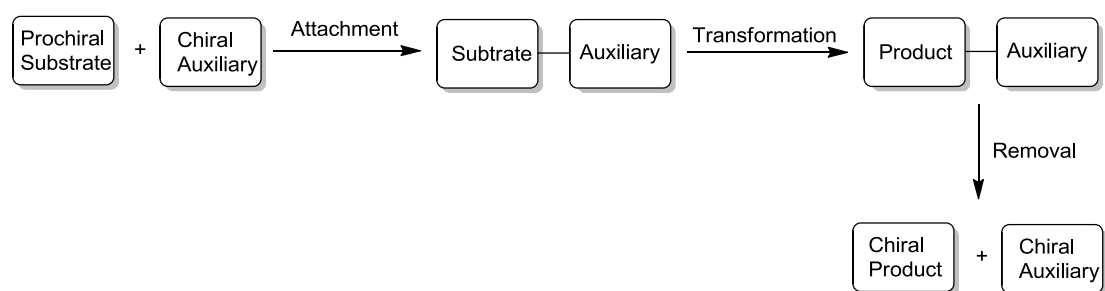 Prochiral
Substrate
+
Chiral
Auxiliary
Attachment
Subtrate
Auxiliary
Transformation
Product
Auxiliary
Removal
Chiral
Product
+
Chiral
Auxiliary